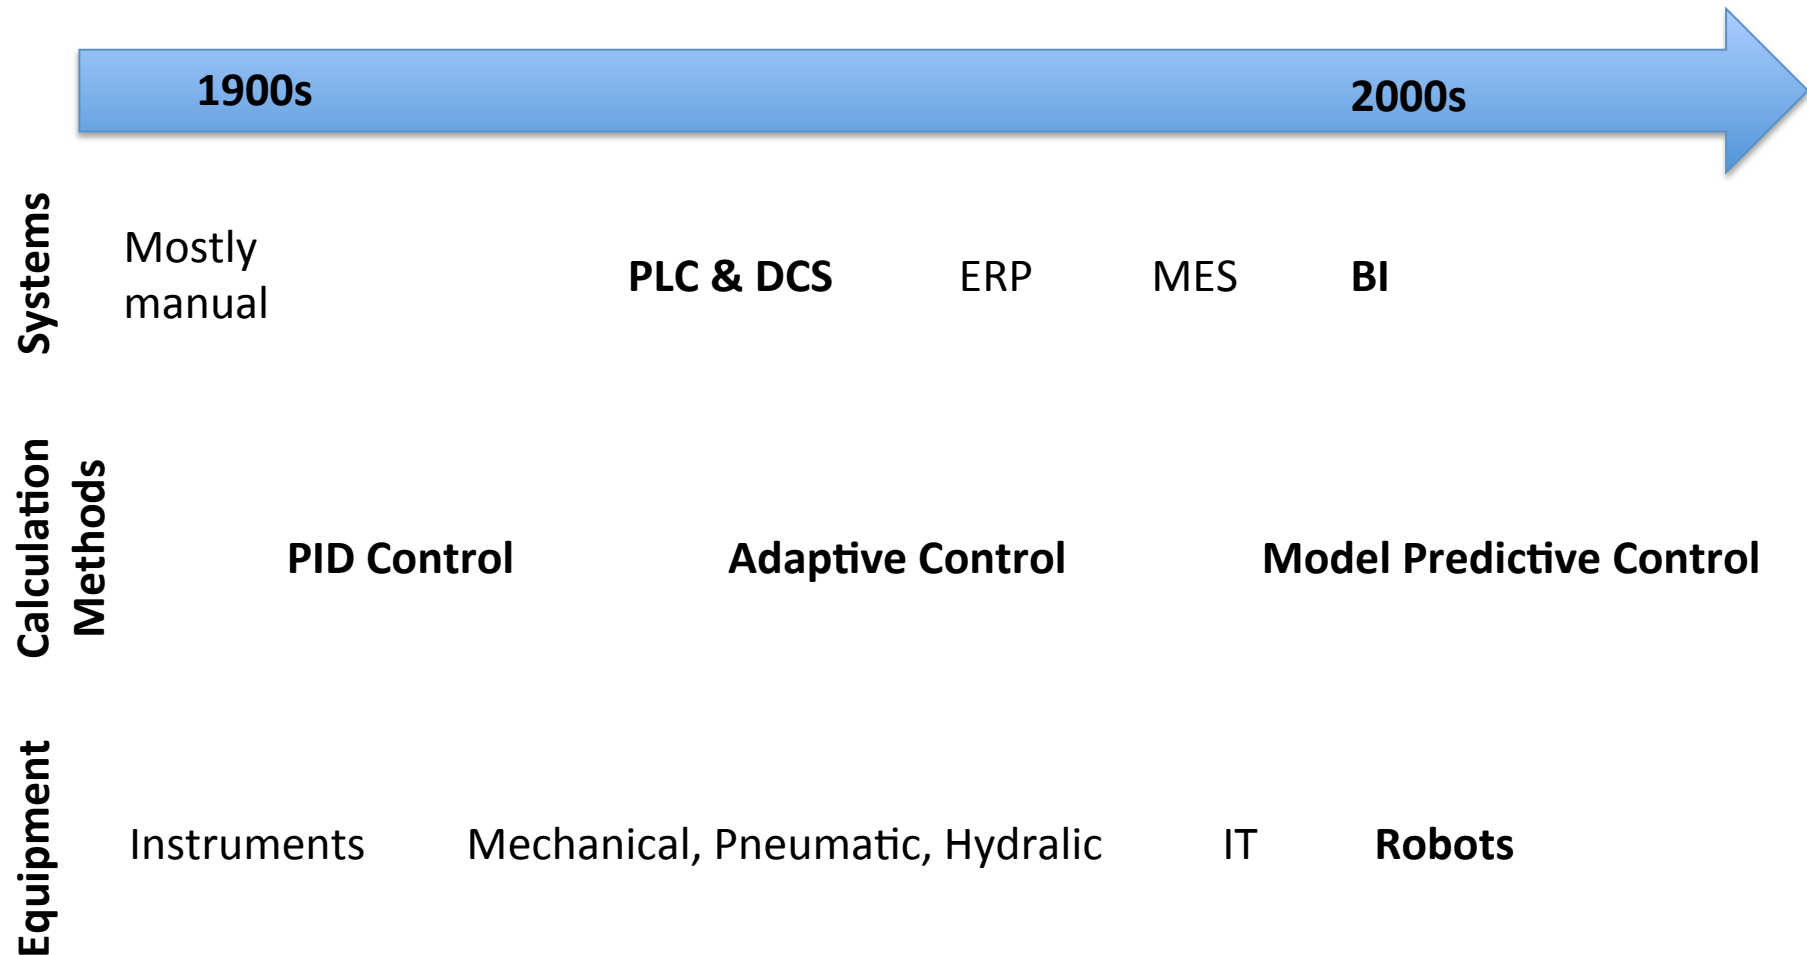 1900s
2000s
Systems
Mostly
manual
PLC & DCS
ERP
MES
BI
Calculation
Methods
PID Control
Adaptive Control
Model Predictive Control
Equipment
Instruments
Mechanical, Pneumatic, Hydralic
IT
Robots